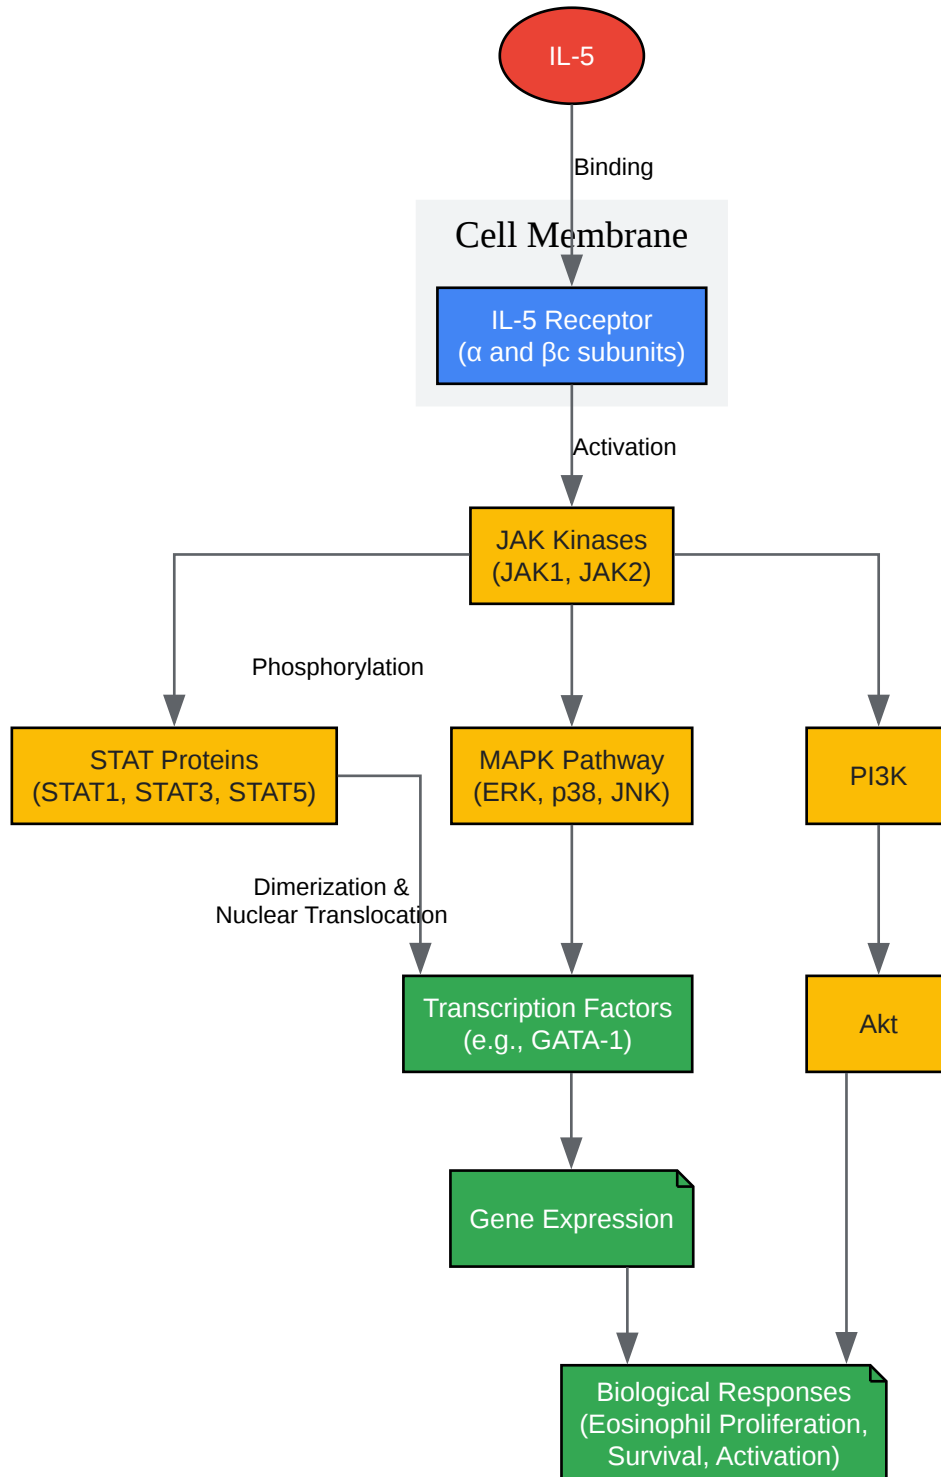 IL-5
Binding
Cell Membrane
IL-5 Receptor
(α and βc subunits)
Activation
JAK Kinases
(JAK1, JAK2)
Phosphorylation
STAT Proteins
(STAT1, STAT3, STAT5)
MAPK Pathway
(ERK, p38, JNK)
PI3K
Dimerization &
Nuclear Translocation
Transcription Factors
(e.g., GATA-1)
Akt
Gene Expression
Biological Responses
(Eosinophil Proliferation,
Survival, Activation)